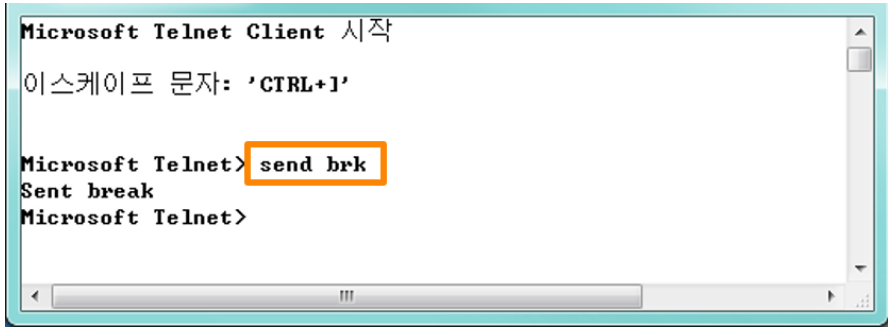 Microsoft Telnet Client 시작
이스케이프 문자: 'CTRL+]'
Microsoft Telnet> send brk
Sent break
Microsoft Telnet>